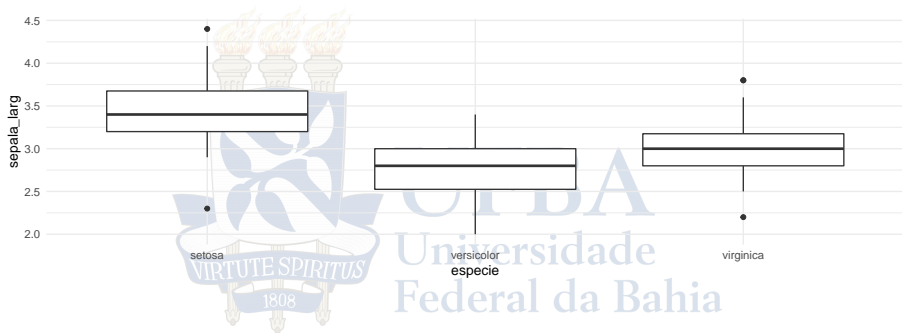 4.5
4.0
3.5
3.0
2.5
2.0
sepala_larg
setosa
versicolor
virginica
especie
UFBA
Universidade
Federal da Bahia
VIRTUTE SPIRITUS
1808